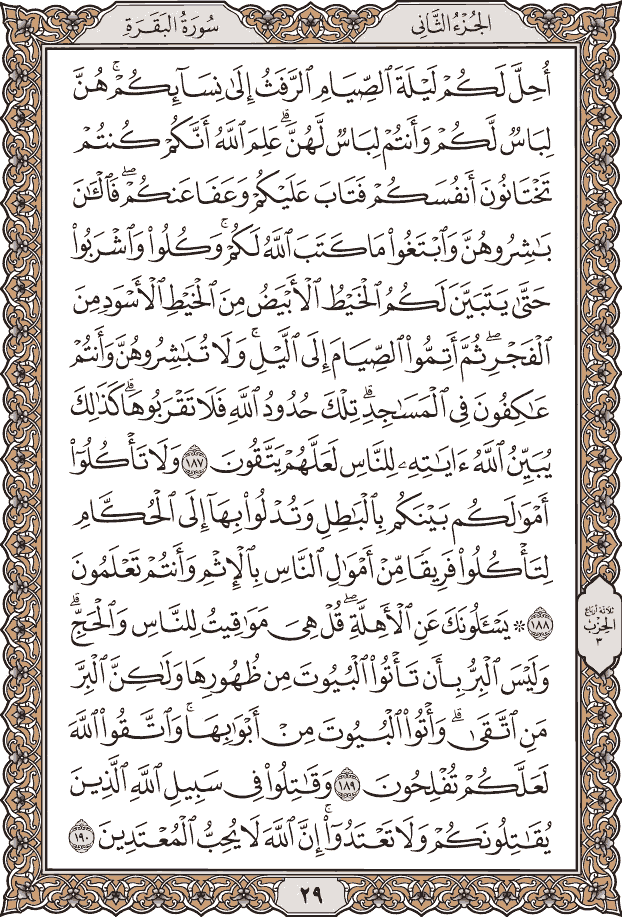 الجُزْءُ الثَّانِي
سُورَةُ البَقَرَةِ
أُحِلَّ لَكُمْ لَيْلَةَ ٱلصِّيَامِ ٱلرَّفَثُ إِلَىٰ نِسَآئِكُمْۚ هُنَّ
لِبَاسٌ لَّكُمْ وَأَنتُمْ لِبَاسٌ لَّهُنَّۗ عَلِمَ ٱللَّهُ أَنَّكُمْ كُنتُمْ
تَخْتَانُونَ أَنفُسَكُمْ فَتَابَ عَلَيْكُمْ وَعَفَا عَنكُمْۖ فَٱلْـَٰٔنَ
بَٰشِرُوهُنَّ وَٱبْتَغُوا۟ مَا كَتَبَ ٱللَّهُ لَكُمْۚ وَكُلُوا۟ وَٱشْرَبُوا۟
حَتَّىٰ يَتَبَيَّنَ لَكُمُ ٱلْخَيْطُ ٱلْأَبْيَضُ مِنَ ٱلْخَيْطِ ٱلْأَسْوَدِ مِنَ
ٱلْفَجْرِۖ ثُمَّ أَتِمُّوا۟ ٱلصِّيَامَ إِلَى ٱلَّيْلِۚ وَلَا تُبَٰشِرُوهُنَّ وَأَنتُمْ
عَٰكِفُونَ فِى ٱلْمَسَٰجِدِۗ تِلْكَ حُدُودُ ٱللَّهِ فَلَا تَقْرَبُوهَاۗ كَذَٰلِكَ
يُبَيِّنُ ٱللَّهُ ءَايَٰتِهِۦ لِلنَّاسِ لَعَلَّهُمْ يَتَّقُونَ ١٨٧ وَلَا تَأْكُلُوٓا۟
أَمْوَٰلَكُم بَيْنَكُم بِٱلْبَٰطِلِ وَتُدْلُوا۟ بِهَآ إِلَى ٱلْحُكَّامِ
لِتَأْكُلُوا۟ فَرِيقًا مِّنْ أَمْوَٰلِ ٱلنَّاسِ بِٱلْإِثْمِ وَأَنتُمْ تَعْلَمُونَ
١٨٨ ۞ يَسْـَٔلُونَكَ عَنِ ٱلْأَهِلَّةِۖ قُلْ هِىَ مَوَٰقِيتُ لِلنَّاسِ وَٱلْحَجِّۗ
وَلَيْسَ ٱلْبِرُّ بِأَن تَأْتُوا۟ ٱلْبُيُوتَ مِن ظُهُورِهَا وَلَٰكِنَّ ٱلْبِرَّ
مَنِ ٱتَّقَىٰۗ وَأْتُوا۟ ٱلْبُيُوتَ مِنْ أَبْوَٰبِهَاۚ وَٱتَّقُوا۟ ٱللَّهَ
لَعَلَّكُمْ تُفْلِحُونَ ١٨٩ وَقَٰتِلُوا۟ فِى سَبِيلِ ٱللَّهِ ٱلَّذِينَ
يُقَٰتِلُونَكُمْ وَلَا تَعْتَدُوٓا۟ۚ إِنَّ ٱللَّهَ لَا يُحِبُّ ٱلْمُعْتَدِينَ ١٩٠
ثلاثة أرباع
الحزب
٣
٢٩